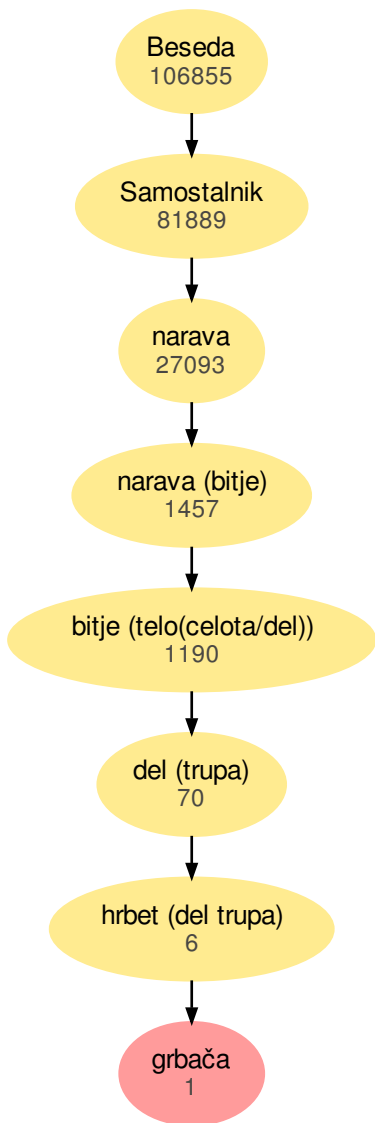 Beseda
106855
Samostalnik
81889
narava
27093
narava (bitje)
1457
bitje (telo(celota/del))
1190
del (trupa)
70
hrbet (del trupa)
6
grbača
1